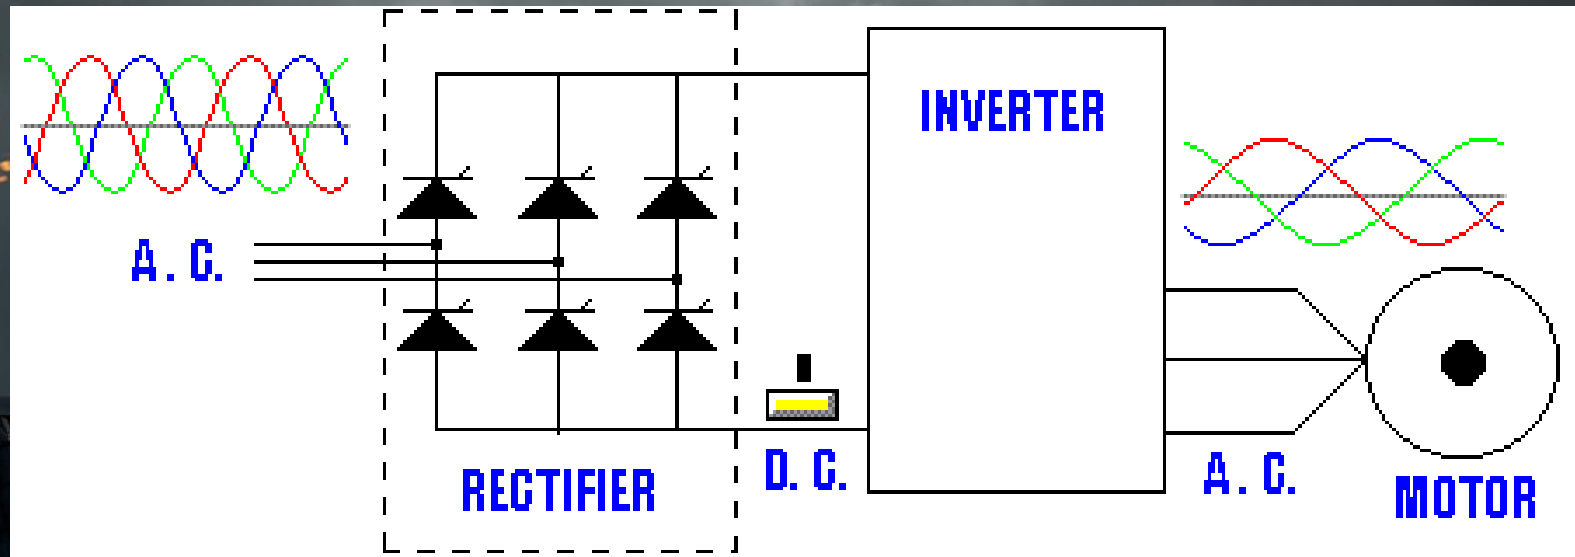 INVERTER
A. C.
RECTIFIER
D. C.
A. C.
MOTOR